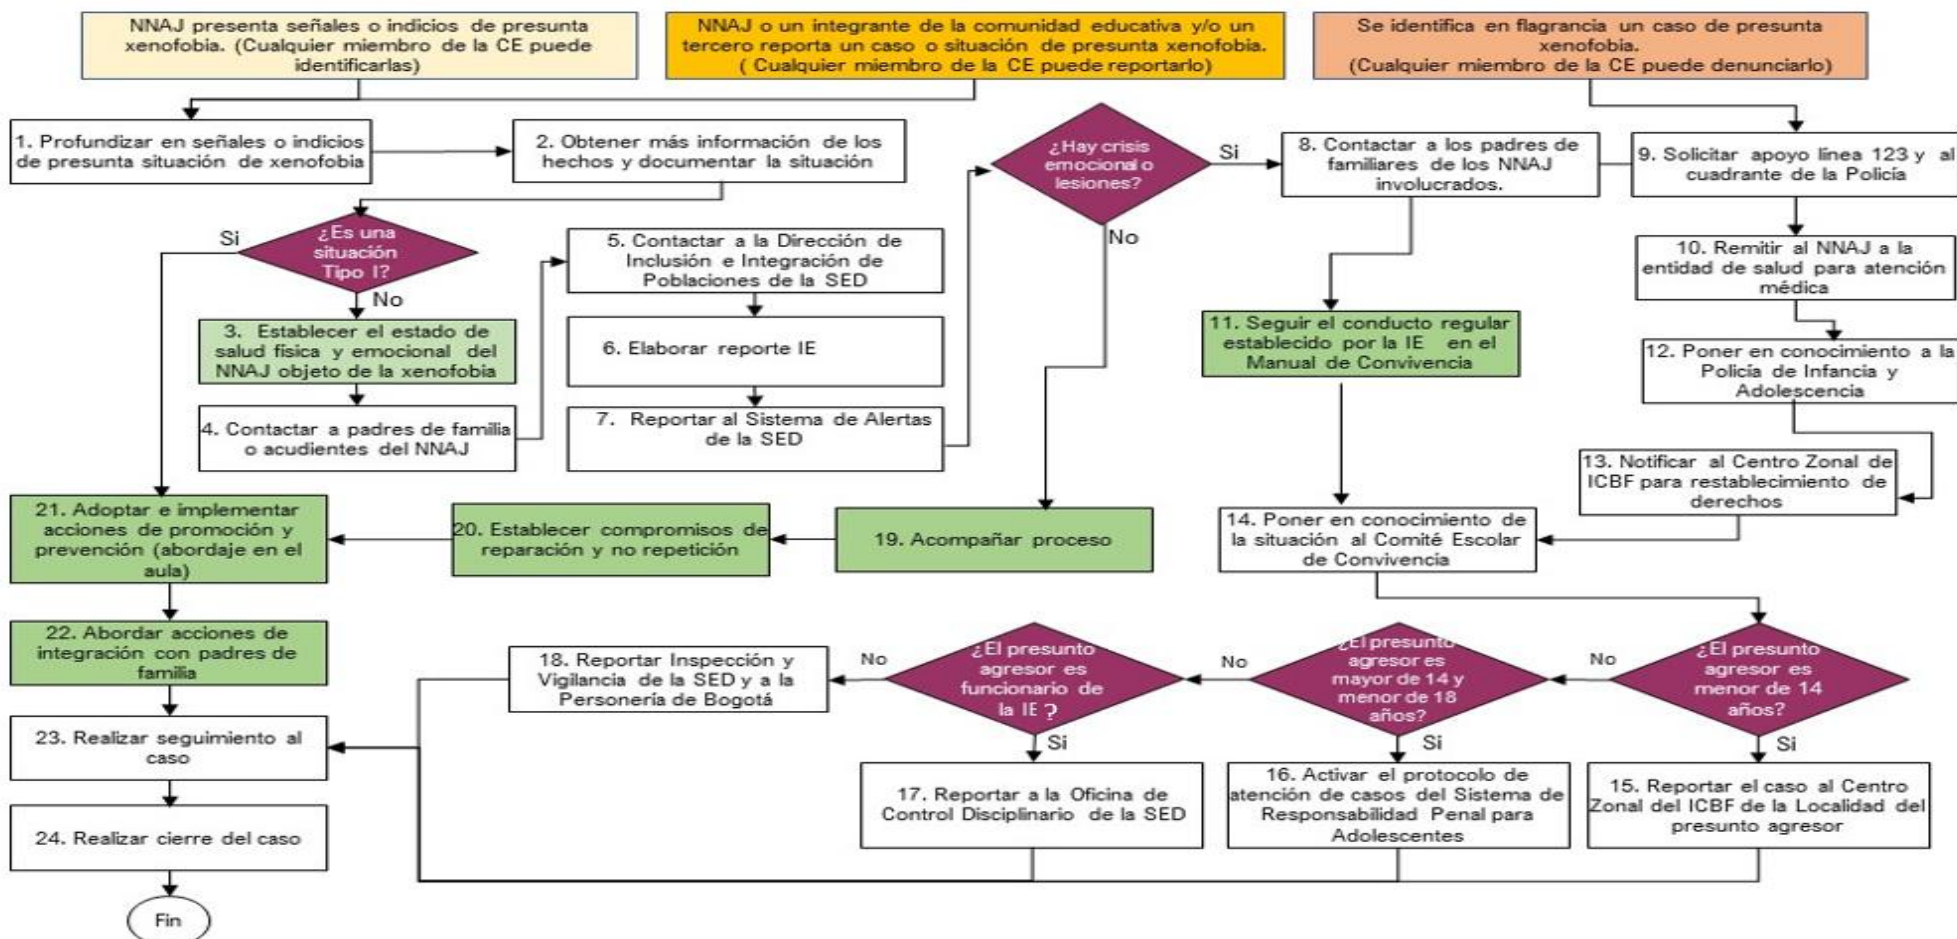 NNAJ presenta señales o indicios de presunta
xenofobia. (Cualquier miembro de la CE puede
identificarlas)
NNAJ o un integrante de la comunidad educativa y/o un
tercero reporta un caso o situación de presunta xenofobia.
( Cualquier miembro de la CE puede reportarlo)
Se identifica en flagrancia un caso de presunta
xenofobia.
(Cualquier miembro de la CE puede denunciarlo)
1. Profundizar en señales o indicios
de presunta situación de xenofobia
2. Obtener más información de los
hechos y documentar la situación
¿Hay crisis
emocional o
lesiones?
Si
No
8. Contactar a los padres de
familiares de los NNAJ
involucrados.
9. Solicitar apoyo línea 123 y al
cuadrante de la Policía
¿Es una
situación
Tipo I?
Si
No
5. Contactar a la Dirección de
Inclusión e Integración de
Poblaciones de la SED
10. Remitir al NNAJ a la
entidad de salud para atención
médica
3. Establecer el estado de
salud física y emocional del
NNAJ objeto de la xenofobia
6. Elaborar reporte IE
11. Seguir el conducto regular
establecido por la IE en el
Manual de Convivencia
12. Poner en conocimiento a la
Policía de Infancia y
Adolescencia
4. Contactar a padres de familia
o acudientes del NNAJ
7. Reportar al Sistema de Alertas
de la SED
13. Notificar al Centro Zonal de
ICBF para restablecimiento de
derechos
21. Adoptar e implementar
acciones de promoción y
prevención (abordaje en el
aula)
20. Establecer compromisos de
reparación y no repetición
19. Acompañar proceso
14. Poner en conocimiento de
la situación al Comité Escolar
de Convivencia
22. Abordar acciones de
integración con padres de
familia
18. Reportar Inspección y
Vigilancia de la SED y a la
Personería de Bogotá
No
¿El presunto
agresor es
funcionario de
la IE ?
Si
No
¿El presunto
agresor es
mayor de 14 y
menor de 18
años?
Si
No
¿El presunto
agresor es
menor de 14
años?
Si
23. Realizar seguimiento al
caso
17. Reportar a la Oficina de
Control Disciplinario de la SED
16. Activar el protocolo de
atención de casos del Sistema de
Responsabilidad Penal para
Adolescentes
15. Reportar el caso al Centro
Zonal del ICBF de la Localidad del
presunto agresor
24. Realizar cierre del caso
Fin